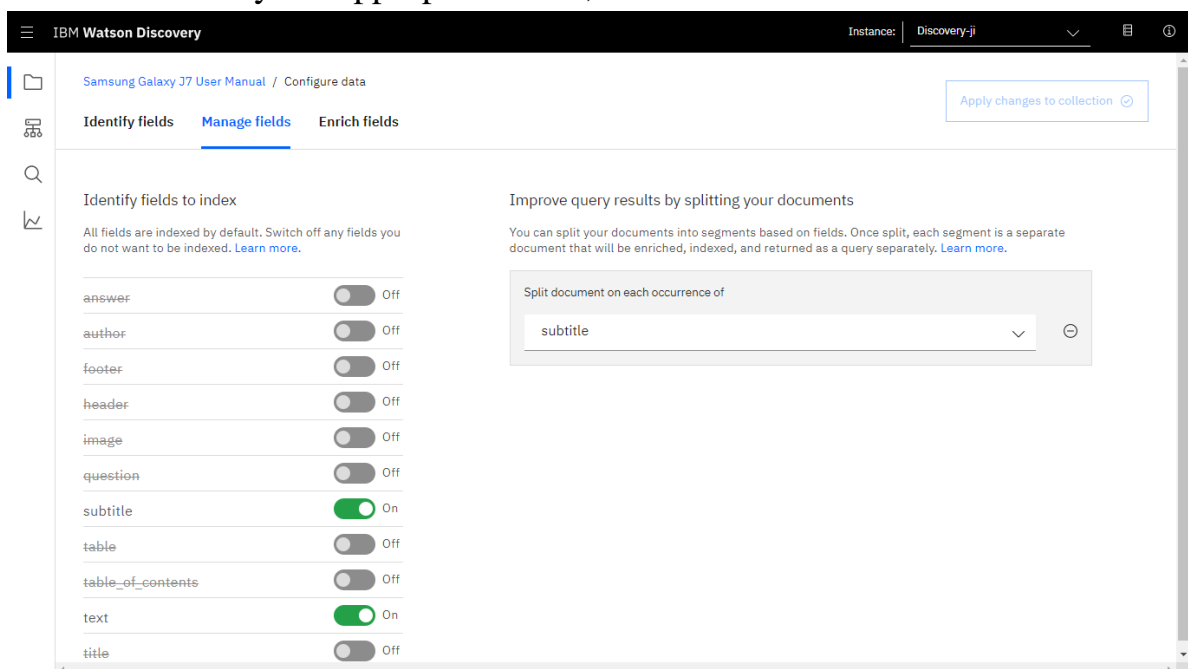 IBM Watson Discovery
Instance: Discovery-ji
Samsung Galaxy J7 User Manual / Configure data
Apply changes to collection
Identify fields Manage fields Enrich fields
Identify fields to index
All fields are indexed by default. Switch off any fields you
do not want to be indexed. Learn more.
answer Off
author Off
footer Off
header Off
image Off
question Off
subtitle On
table Off
table_of_contents Off
text On
title Off
Improve query results by splitting your documents
You can split your documents into segments based on fields. Once split, each segment is a separate
document that will be enriched, indexed, and returned as a query separately. Learn more.
Split document on each occurrence of
subtitle